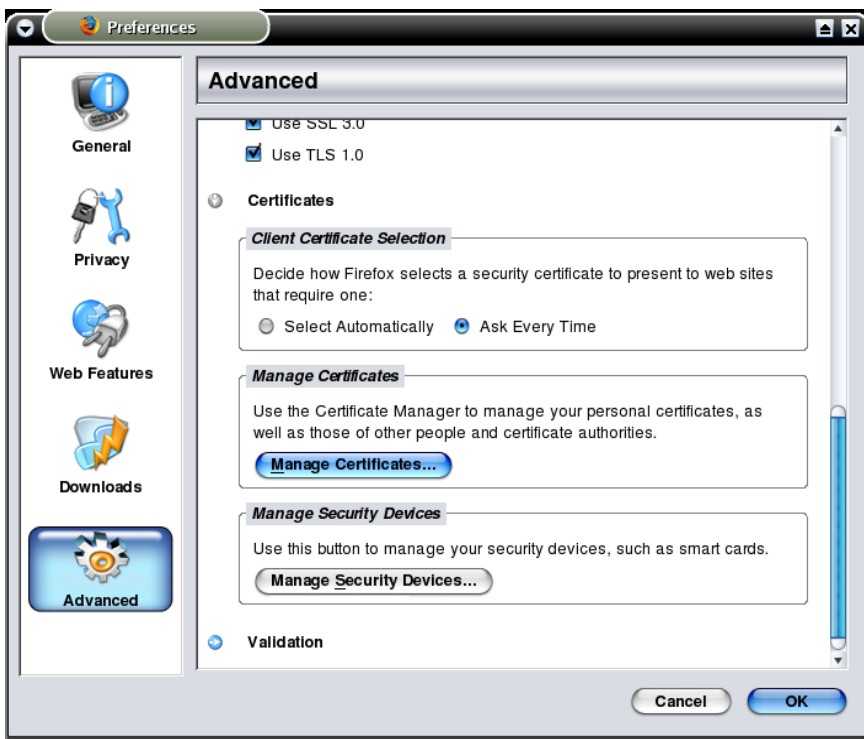 Preferences
General
Privacy
Web Features
Downloads
Advanced
Advanced
Use SSL 3.0
Use TLS 1.0
Certificates
Client Certificate Selection
Decide how Firefox selects a security certificate to present to web sites
that require one:
Select Automatically Ask Every Time
Manage Certificates
Use the Certificate Manager to manage your personal certificates, as
well as those of other people and certificate authorities.
Manage Certificates...
Manage Security Devices
Use this button to manage your security devices, such as smart cards.
Manage Security Devices...
Validation
Cancel OK